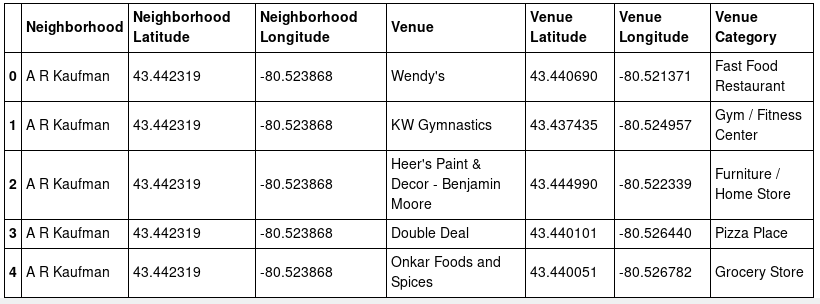 Neighborhood Neighborhood Latitude Neighborhood Longitude Venue Venue Latitude Venue Longitude Venue Category
0 A R Kaufman 43.442319 -80.523868 Wendy's 43.440690 -80.521371 Fast Food Restaurant
1 A R Kaufman 43.442319 -80.523868 KW Gymnastics 43.437435 -80.524957 Gym / Fitness Center
2 A R Kaufman 43.442319 -80.523868 Heer's Paint & Decor - Benjamin Moore 43.444990 -80.522339 Furniture / Home Store
3 A R Kaufman 43.442319 -80.523868 Double Deal 43.440101 -80.526440 Pizza Place
4 A R Kaufman 43.442319 -80.523868 Onkar Foods and Spices 43.440051 -80.526782 Grocery Store